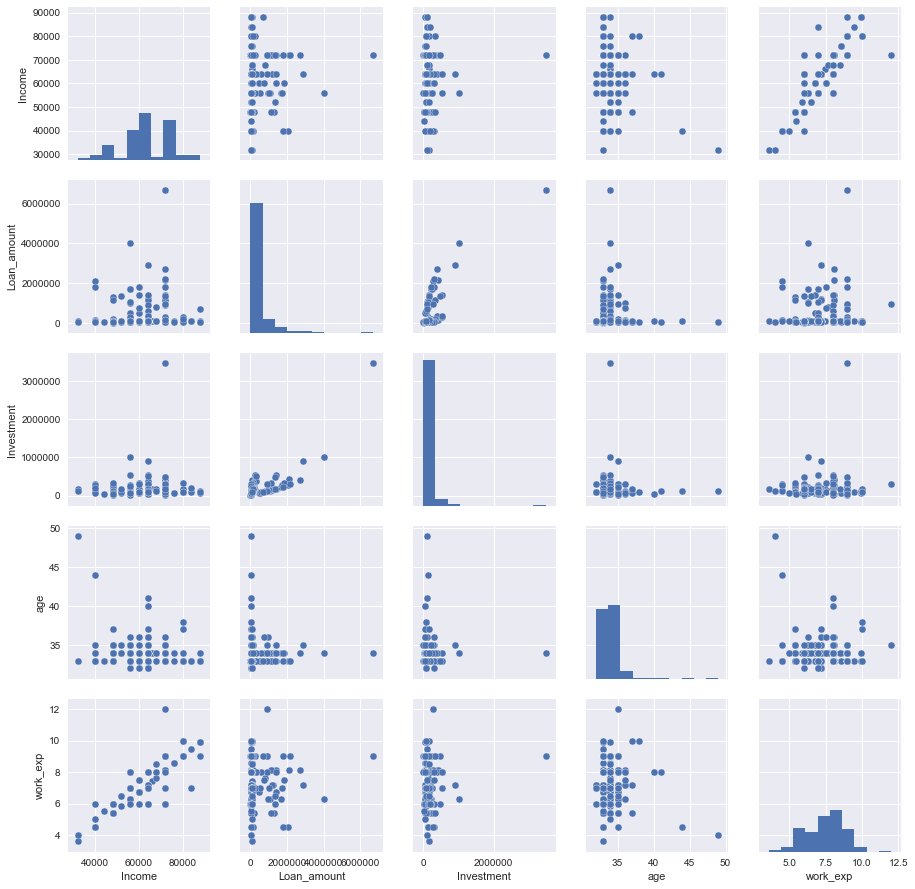 90000
80000
70000
60000
50000
40000
30000
Income
6000000
4000000
2000000
0
Loan_amount
3000000
2000000
1000000
0
Investment
50
45
40
35
age
12
10
8
6
4
work_exp
40000 60000 80000
Income
0 2000000 4000000 6000000
Loan_amount
0 2000000
Investment
35 40 45 50
age
5.0 7.5 10.0 12.5
work_exp